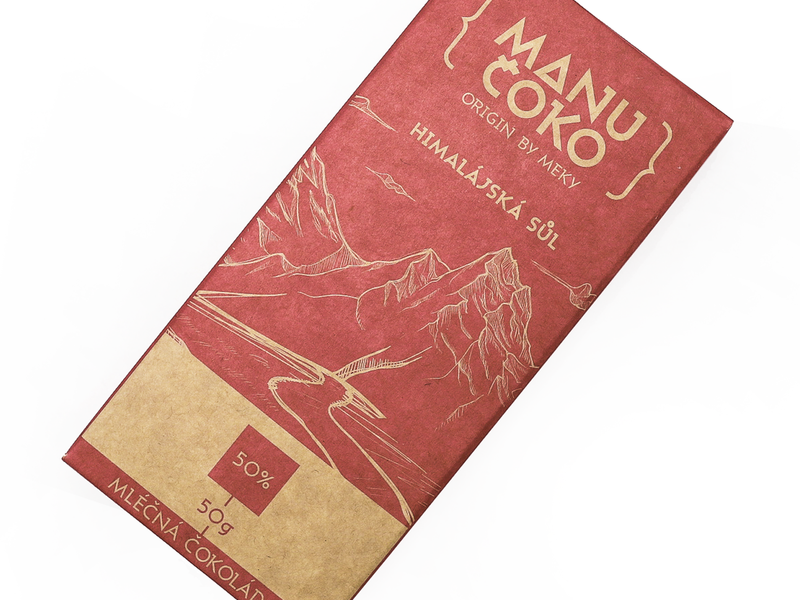 MANU
ČOKO
ORIGIN BY MEKY
HIMALÁJSKÁ SŮL
50%
50g
MLÉČNÁ ČOKOLÁD